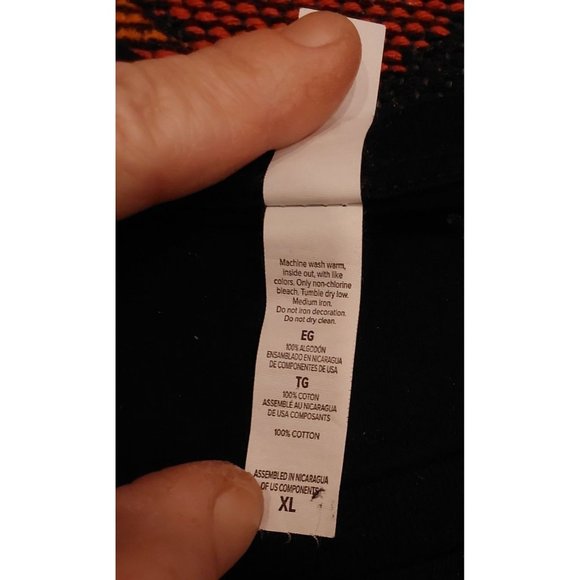 Machine wash warm,
inside out, with like
colors. Only non-chlorine
bleach. Tumble dry low.
Medium iron.
Do not iron decoration.
Do not dry clean.
EG
100% ALGODÓN
ENSAMBLADO EN NICARAGUA
DE COMPONENTES DE USA
TG
100% COTON
ASSEMBLÉ AU NICARAGUA
DE USA COMPOSANTS
100% COTTON
ASSEMBLED IN NICARAGUA
OF US COMPONENTS
XL